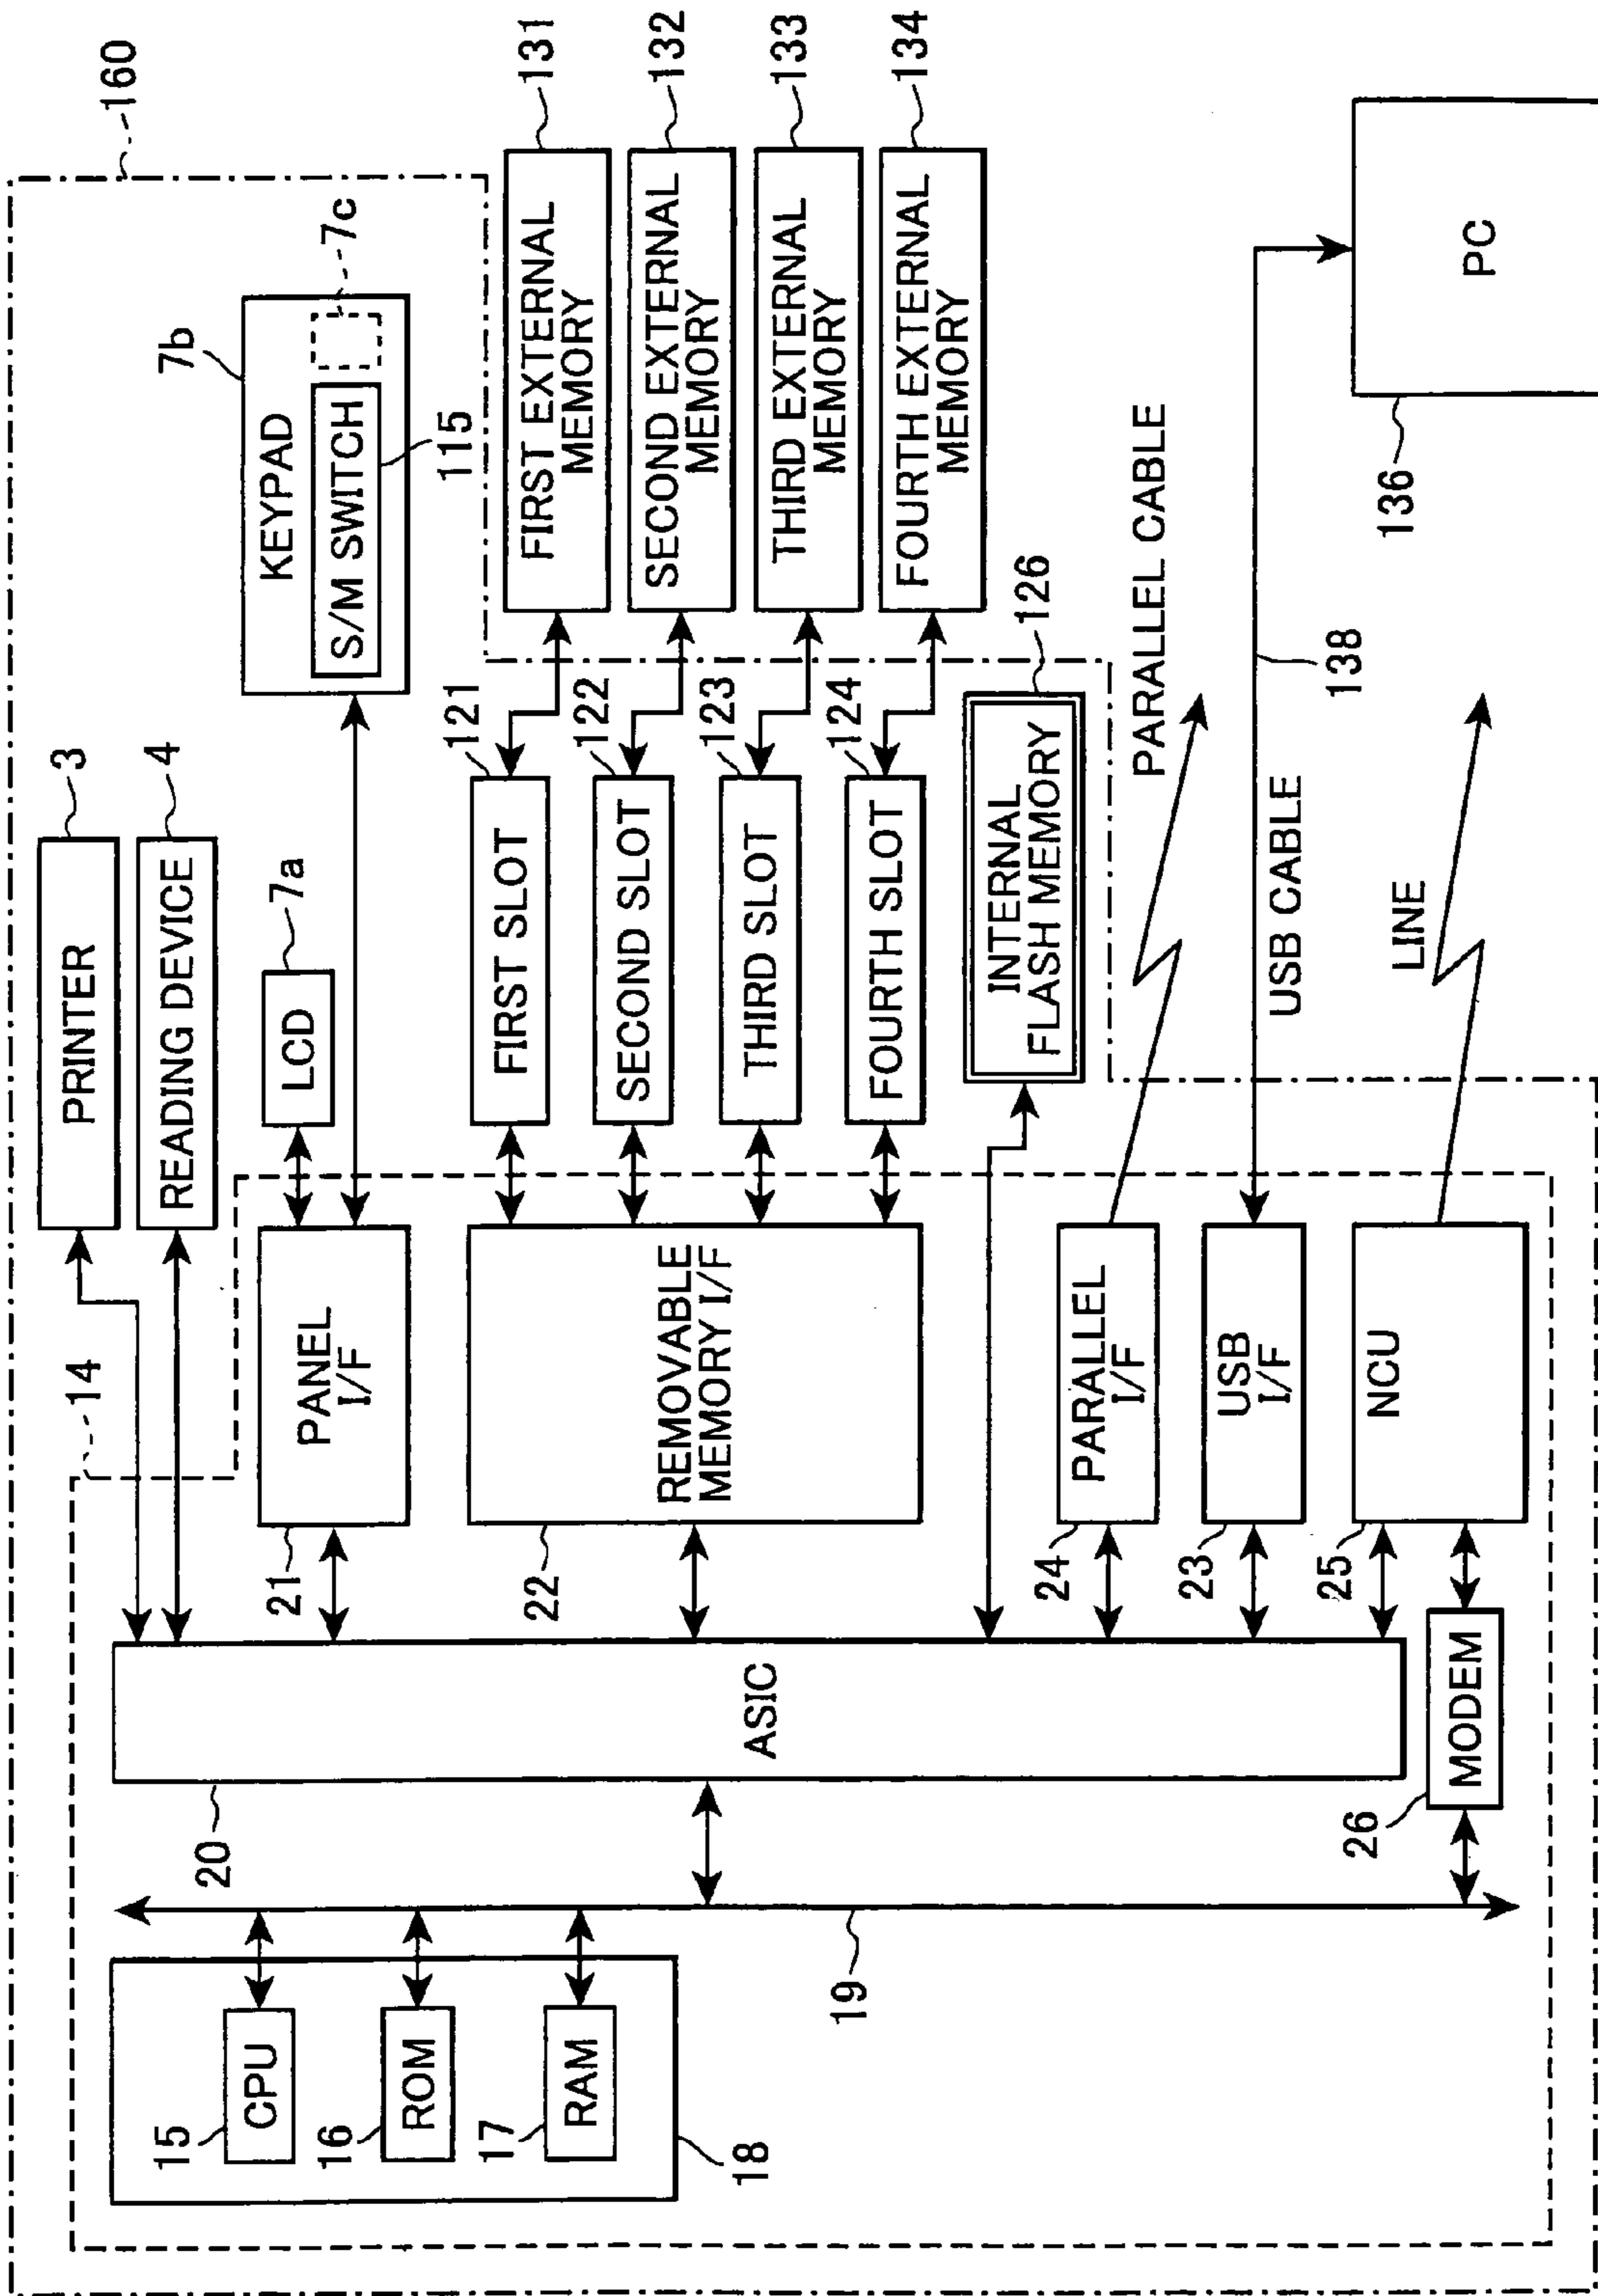 160
14
3
PRINTER
4
READING DEVICE
7a
LCD
7b
KEYPAD
7c
S/M SWITCH
115
15
CPU
16
ROM
17
RAM
18
19
20
ASIC
21
PANEL
I/F
22
REMOVABLE
MEMORY I/F
121
FIRST SLOT
122
SECOND SLOT
123
THIRD SLOT
124
FOURTH SLOT
131
FIRST EXTERNAL
MEMORY
132
SECOND EXTERNAL
MEMORY
133
THIRD EXTERNAL
MEMORY
134
FOURTH EXTERNAL
MEMORY
126
INTERNAL
FLASH MEMORY
24
PARALLEL
I/F
PARALLEL CABLE
23
USB
I/F
USB CABLE
138
136
PC
25
NCU
LINE
26
MODEM